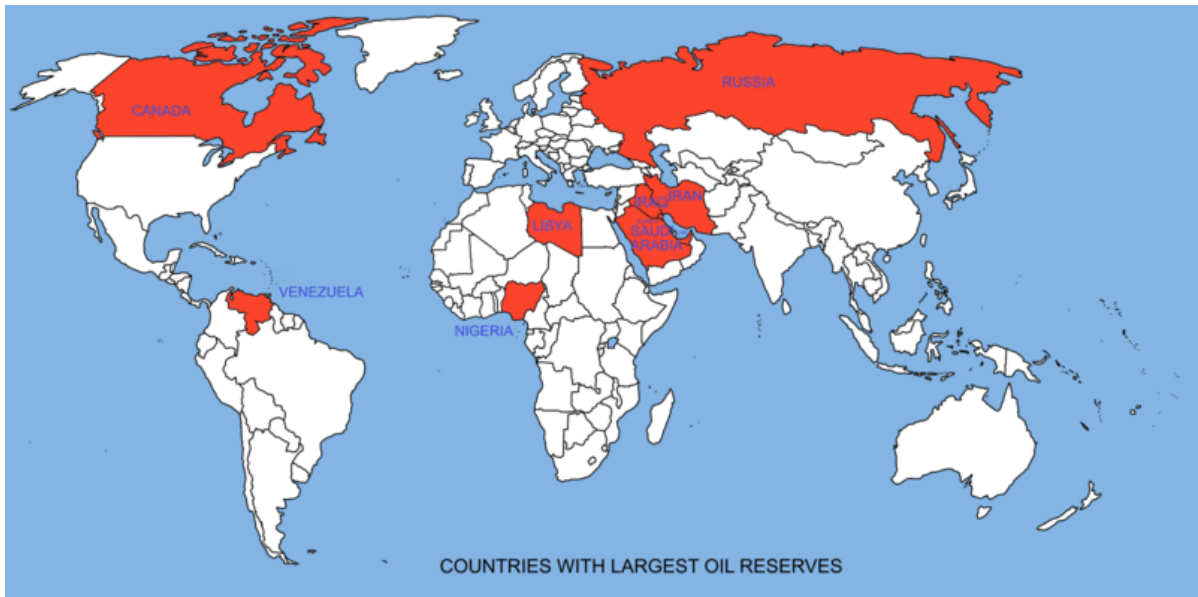 RUSSIA
CANADA
IRAN
IRAQ
LIBYA
SAUDI
ARABIA
VENEZUELA
NIGERIA
COUNTRIES WITH LARGEST OIL RESERVES